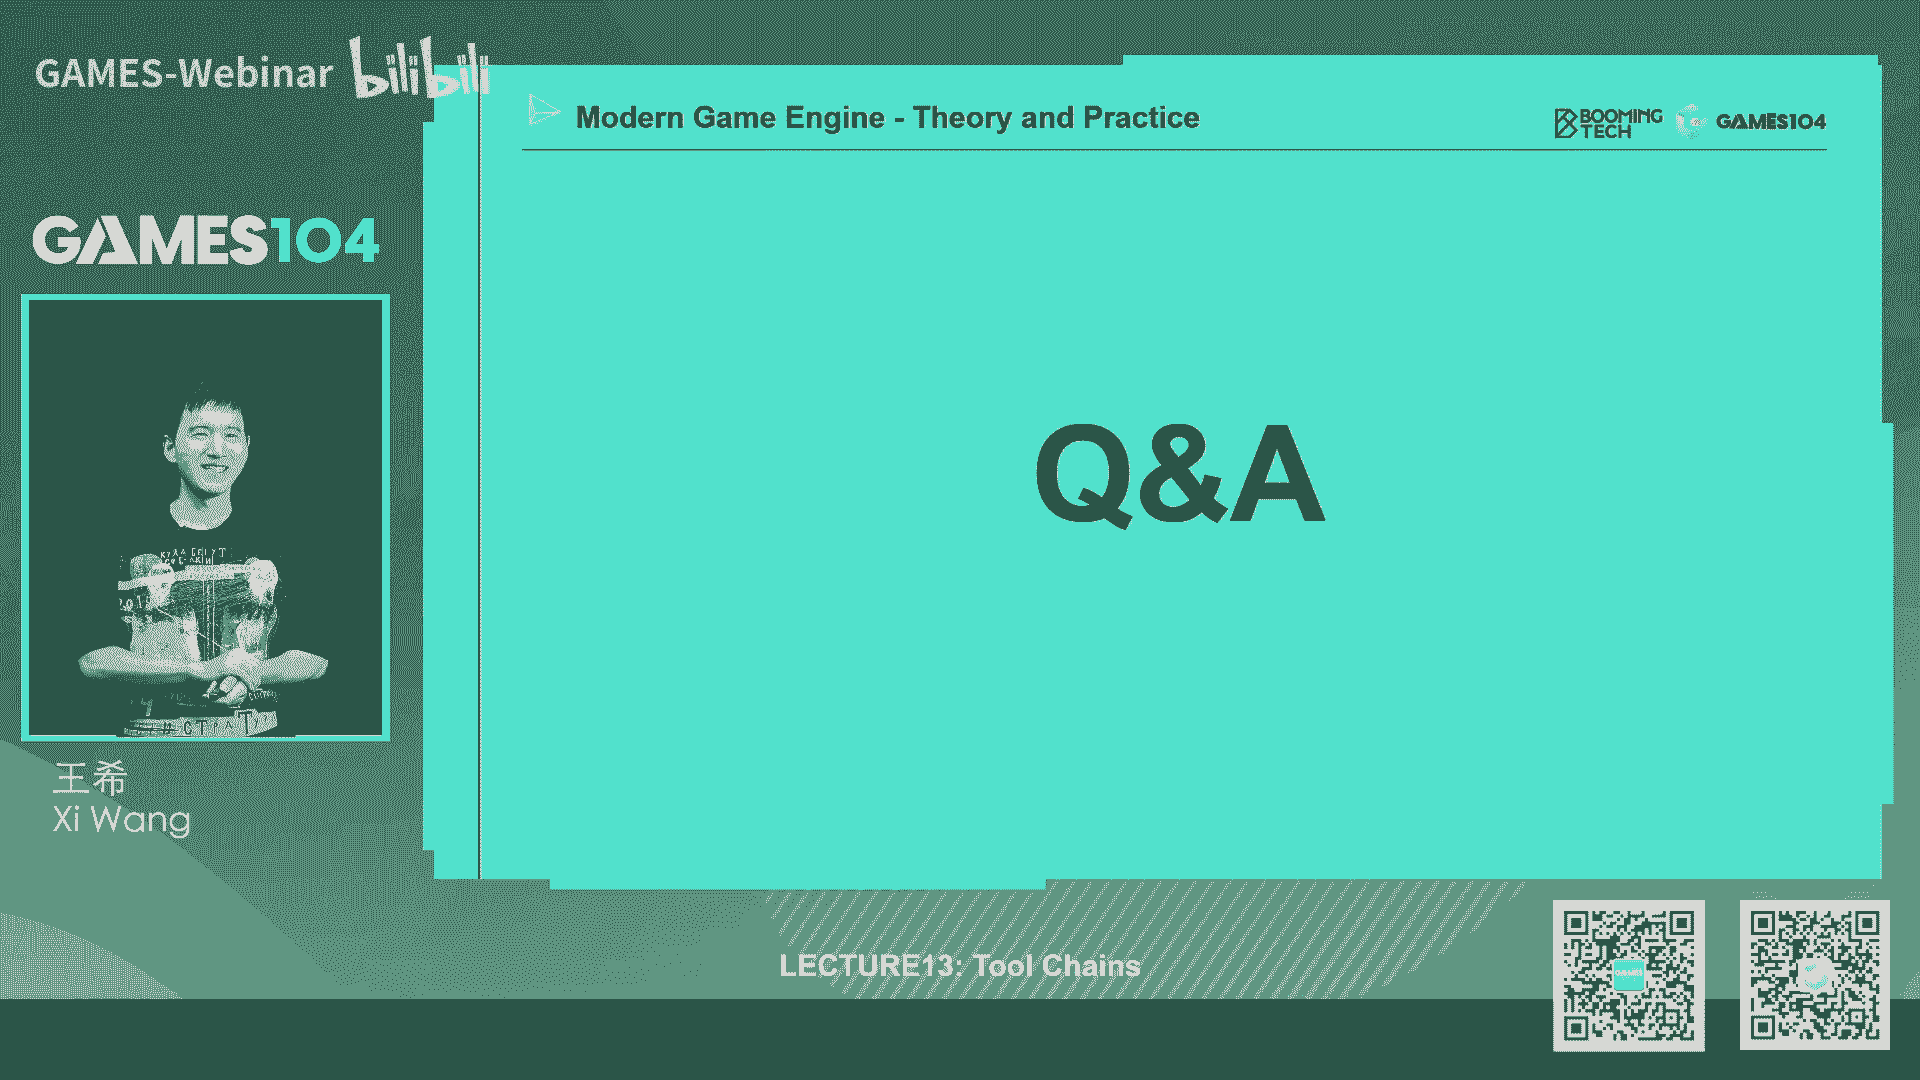 GAMES-Webinar bilibili
Modern Game Engine - Theory and Practice
BOOMING
TECH
GAMES104
GAMES104
Q&A
王希
Xi Wang
LECTURE13: Tool Chains